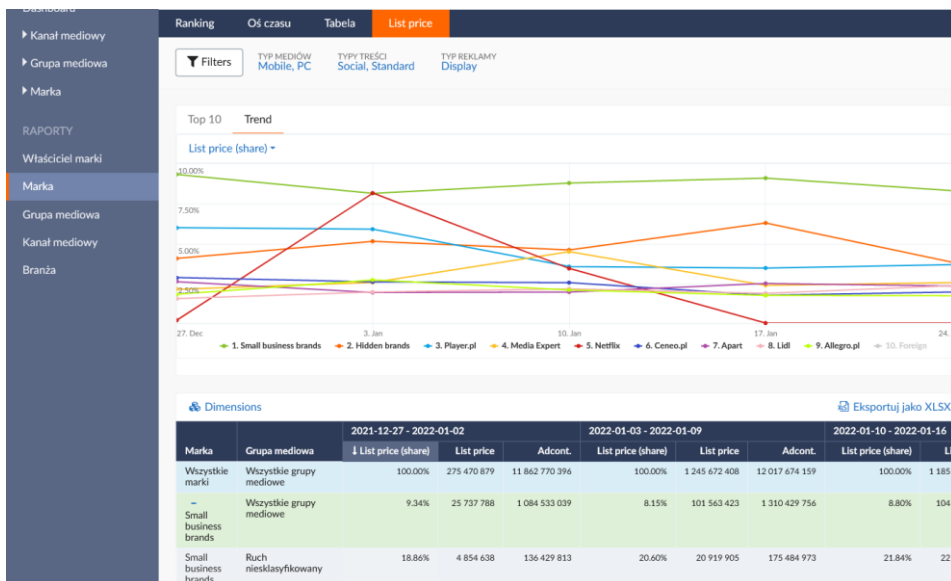 Dashboard
Kanał mediowy
Grupa mediowa
Marka
RAPORTY
Właściciel marki
Marka
Grupa mediowa
Kanał mediowy
Branża
Ranking Oś czasu Tabela List price
Filters
TYP MEDIÓW TYPY TREŚCI TYP REKLAMY
Mobile, PC Social, Standard Display
Top 10 Trend
List price (share)
10.00%
7.50%
5.00%
2.50%
27. Dec 3. Jan 10. Jan 17. Jan 24.
1. Small business brands 2. Hidden brands 3. Player.pl 4. Media Expert 5. Netflix 6. Ceneo.pl 7. Apart 8. Lidl 9. Allegro.pl 10. Foreign
Dimensions Eksportuj jako XLSX
2021-12-27 - 2022-01-02 2022-01-03 - 2022-01-09 2022-01-10 - 2022-01-16
Marka Grupa mediowa ↓ List price (share) List price Adcont. List price (share) List price Adcont. List price (share) Li
Wszystkie marki Wszystkie grupy mediowe 100.00% 275 470 879 11 862 770 396 100.00% 1 245 672 408 12 017 674 159 100.00% 1 185
– Small business brands Wszystkie grupy mediowe 9.34% 25 737 788 1 084 533 039 8.15% 101 563 423 1 310 429 756 8.80% 104
Small business brands Ruch niesklasyfikowany 18.86% 4 854 638 136 429 813 20.60% 20 919 905 175 484 973 21.84% 22